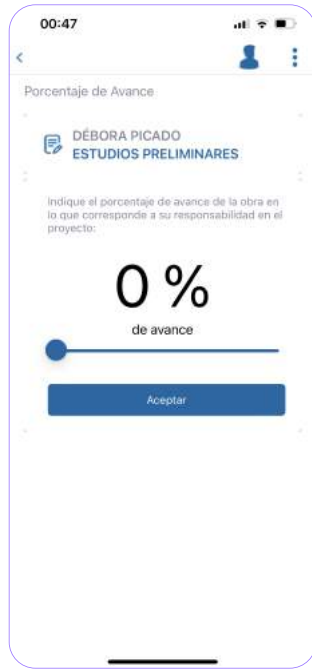 00:47
Porcentaje de Avance
DÉBORA PICADO
ESTUDIOS PRELIMINARES
Indique el porcentaje de avance de la obra en
lo que corresponde a su responsabilidad en el
proyecto:
0 %
de avance
Aceptar